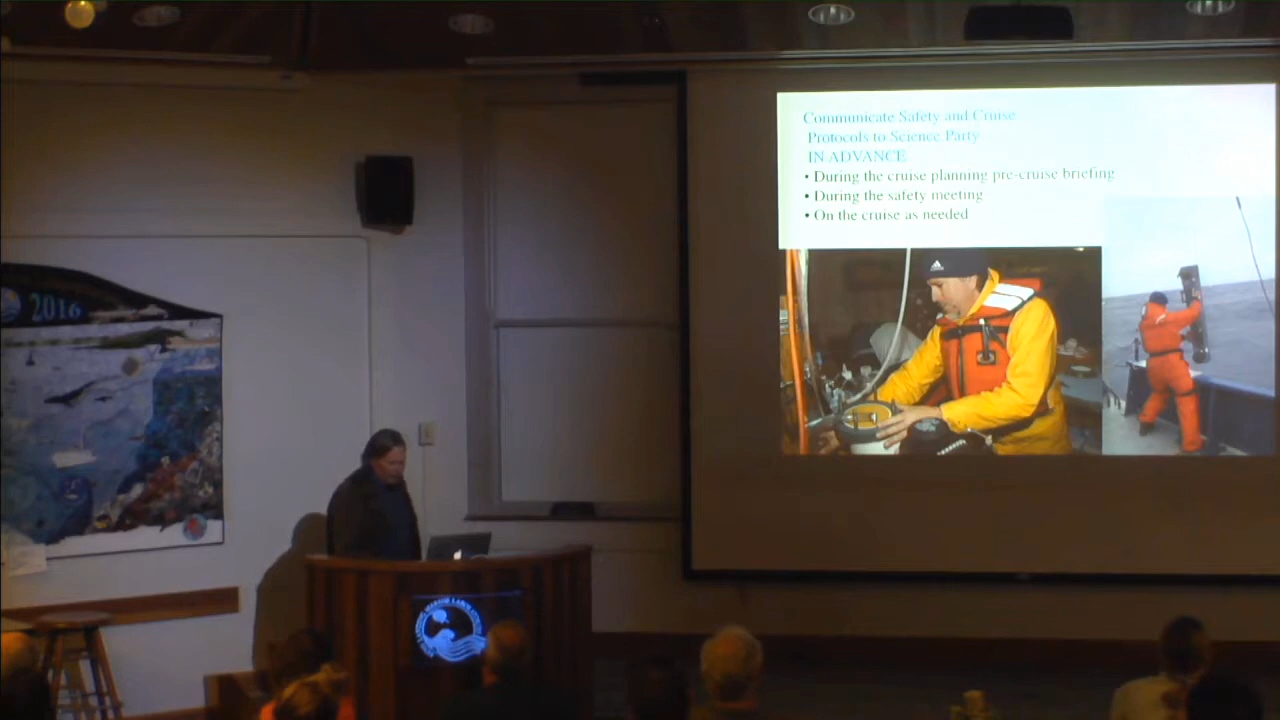 Communicate Safety and Cruise
Protocols to Science Party
IN ADVANCE
• During the cruise planning pre-cruise briefing
• During the safety meeting
• On the cruise as needed
adidas
2016